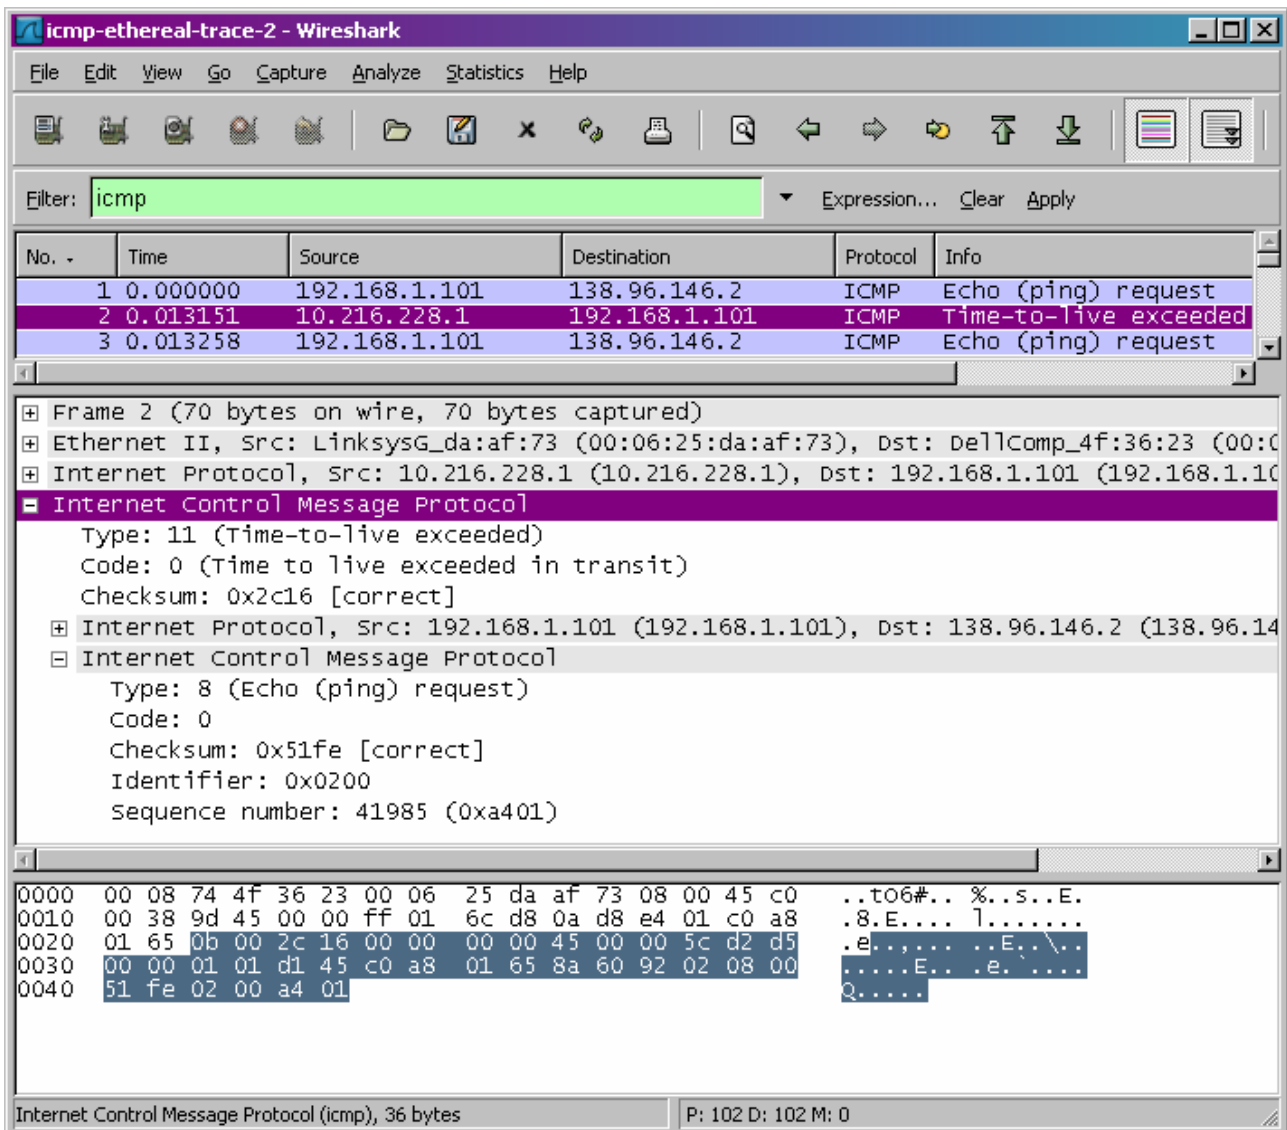 icmp-ethereal-trace-2 - Wireshark
File Edit View Go Capture Analyze Statistics Help
Filter: icmp Expression... Clear Apply
No. Time Source Destination Protocol Info
1 0.000000 192.168.1.101 138.96.146.2 ICMP Echo (ping) request
2 0.013151 10.216.228.1 192.168.1.101 ICMP Time-to-live exceeded
3 0.013258 192.168.1.101 138.96.146.2 ICMP Echo (ping) request
Frame 2 (70 bytes on wire, 70 bytes captured)
Ethernet II, Src: LinksysG_da:af:73 (00:06:25:da:af:73), Dst: DellComp_4f:36:23 (00:0
Internet Protocol, Src: 10.216.228.1 (10.216.228.1), Dst: 192.168.1.101 (192.168.1.10
Internet Control Message Protocol
Type: 11 (Time-to-live exceeded)
Code: 0 (Time to live exceeded in transit)
Checksum: 0x2c16 [correct]
Internet Protocol, Src: 192.168.1.101 (192.168.1.101), Dst: 138.96.146.2 (138.96.14
Internet Control Message Protocol
Type: 8 (Echo (ping) request)
Code: 0
Checksum: 0x51fe [correct]
Identifier: 0x0200
Sequence number: 41985 (0xa401)
0000 00 08 74 4f 36 23 00 06 25 da af 73 08 00 45 c0 ..tO6#.. %..s..E.
0010 00 38 9d 45 00 00 ff 01 6c d8 0a d8 e4 01 c0 a8 .8.E.... l.......
0020 01 65 0b 00 2c 16 00 00 00 00 45 00 00 5c d2 d5 .e..,... ..E..\..
0030 00 00 01 01 d1 45 c0 a8 01 65 8a 60 92 02 08 00 .....E.. .e.`....
0040 51 fe 02 00 a4 01 Q.....
Internet Control Message Protocol (icmp), 36 bytes P: 102 D: 102 M: 0